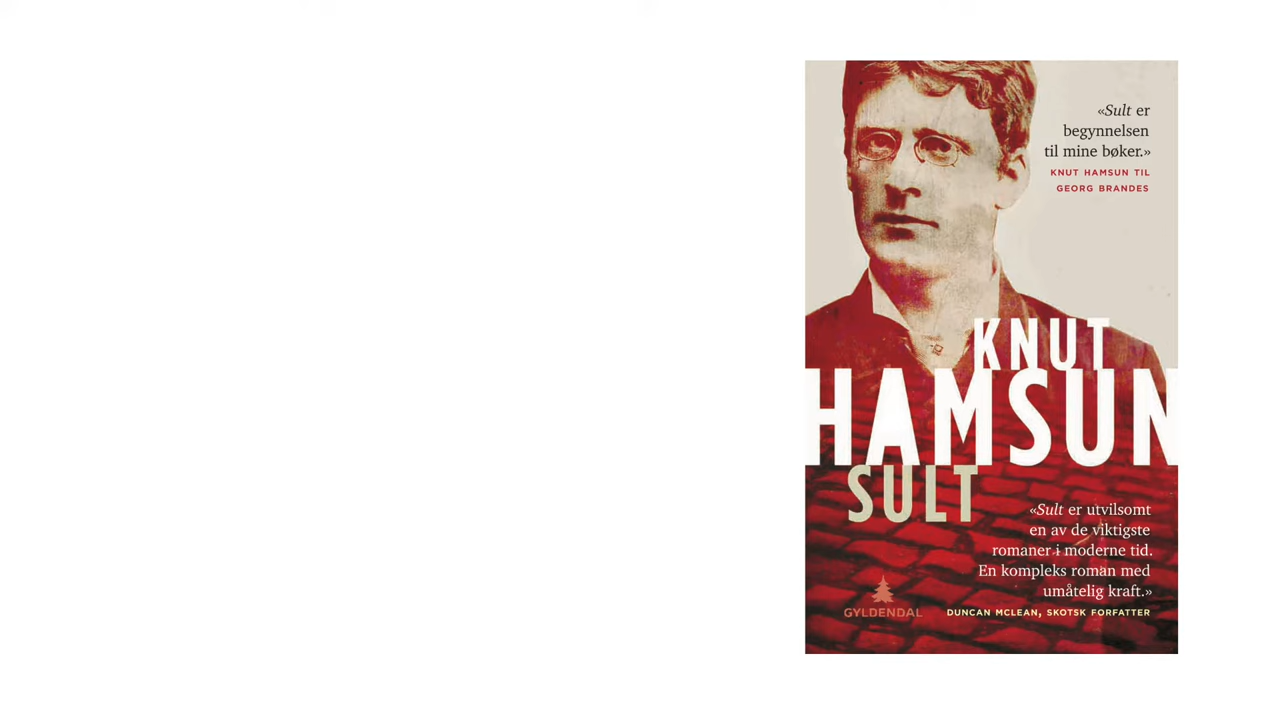 «Sult er
begynnelsen
til mine bøker.»
KNUT HAMSUN TIL
GEORG BRANDES
KNUT
HAMSUN
SULT
«Sult er utvilsomt
en av de viktigste
romaner i moderne tid.
En kompleks roman med
umåtelig kraft.»
DUNCAN MCLEAN, SKOTSK FORFATTER
GYLDENDAL